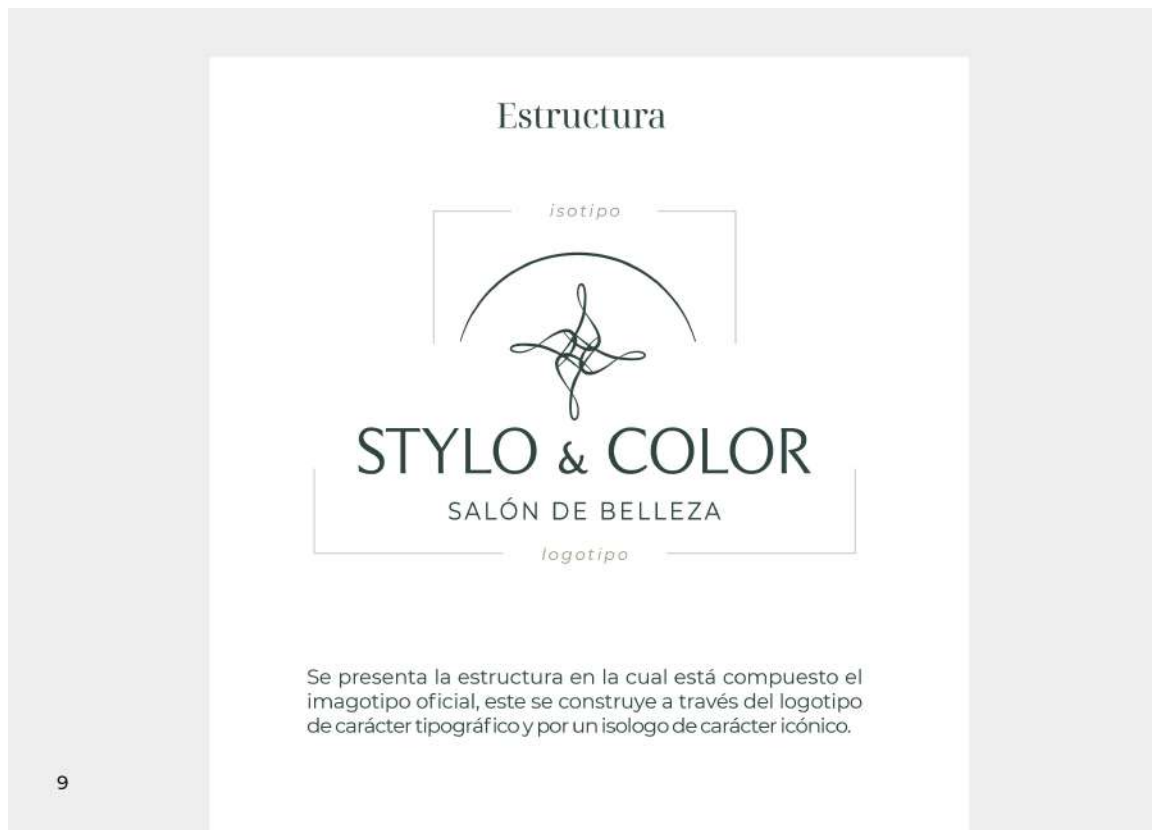 Estructura
isotipo
STYLO & COLOR
SALÓN DE BELLEZA
logotipo
Se presenta la estructura en la cual está compuesto el
imagotipo oficial, este se construye a través del logotipo
de carácter tipográfico y por un isologo de carácter icónico.
9